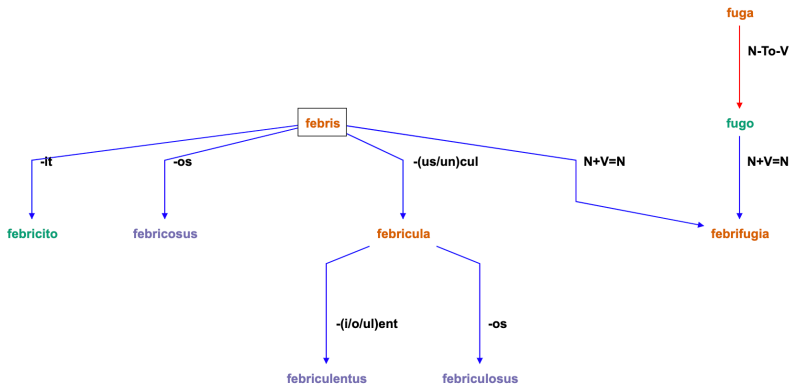 fuga
N-To-V
febris
fugo
-it
-os
-(us/un)cul
N+V=N
N+V=N
febricito
febricosus
febricula
febrifugia
-(i/o/ul)ent
-os
febriculentus
febriculosus